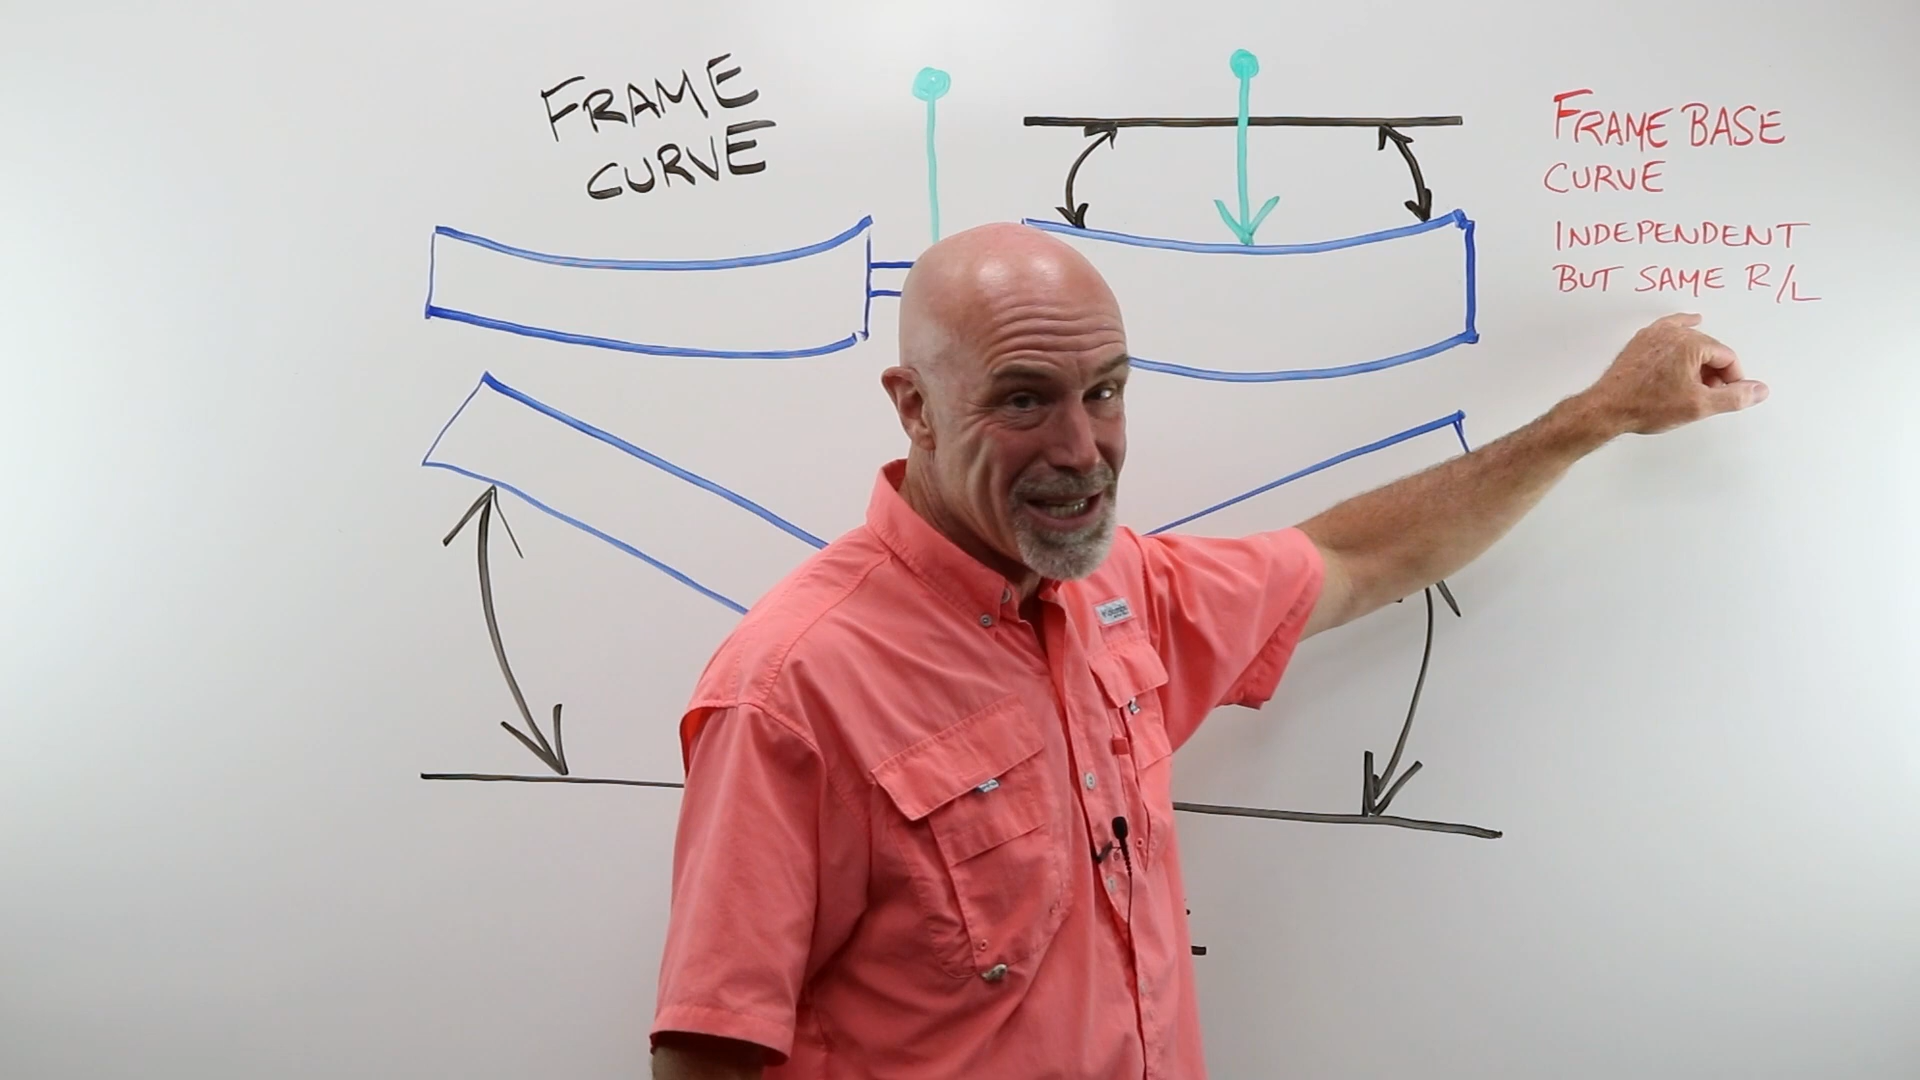 FRAME
CURVE
FRAME BASE
CURVE
INDEPENDENT
BUT SAME R/L